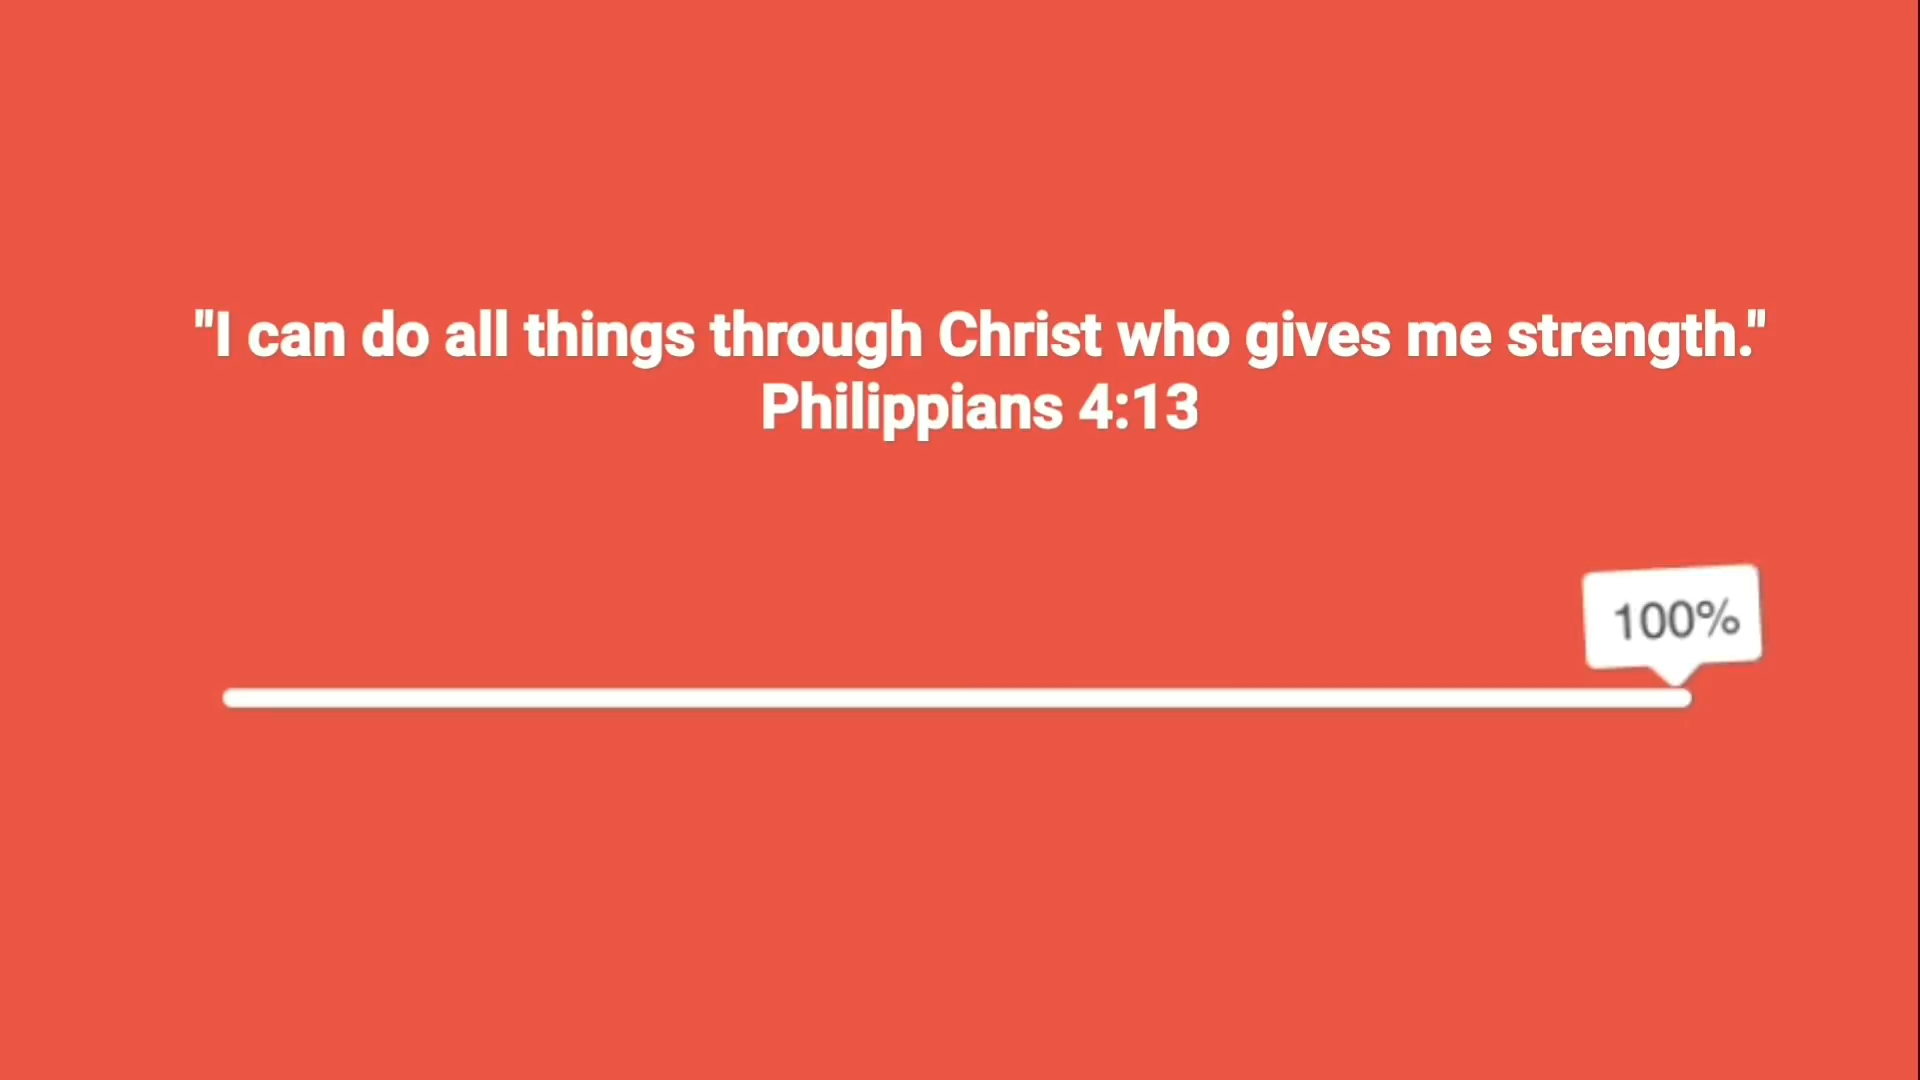 "I can do all things through Christ who gives me strength."
Philippians 4:13
100%